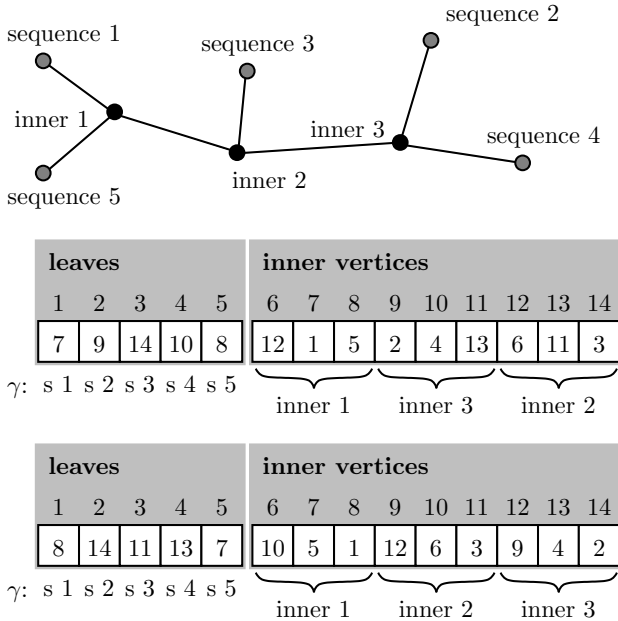 sequence 1
sequence 3
sequence 2
inner 1
inner 3
sequence 4
inner 2
sequence 5
leaves inner vertices
1 2 3 4 5 6 7 8 9 10 11 12 13 14
7 9 14 10 8 12 1 5 2 4 13 6 11 3
γ: s 1 s 2 s 3 s 4 s 5
inner 1 inner 3 inner 2
leaves inner vertices
1 2 3 4 5 6 7 8 9 10 11 12 13 14
8 14 11 13 7 10 5 1 12 6 3 9 4 2
γ: s 1 s 2 s 3 s 4 s 5
inner 1 inner 2 inner 3